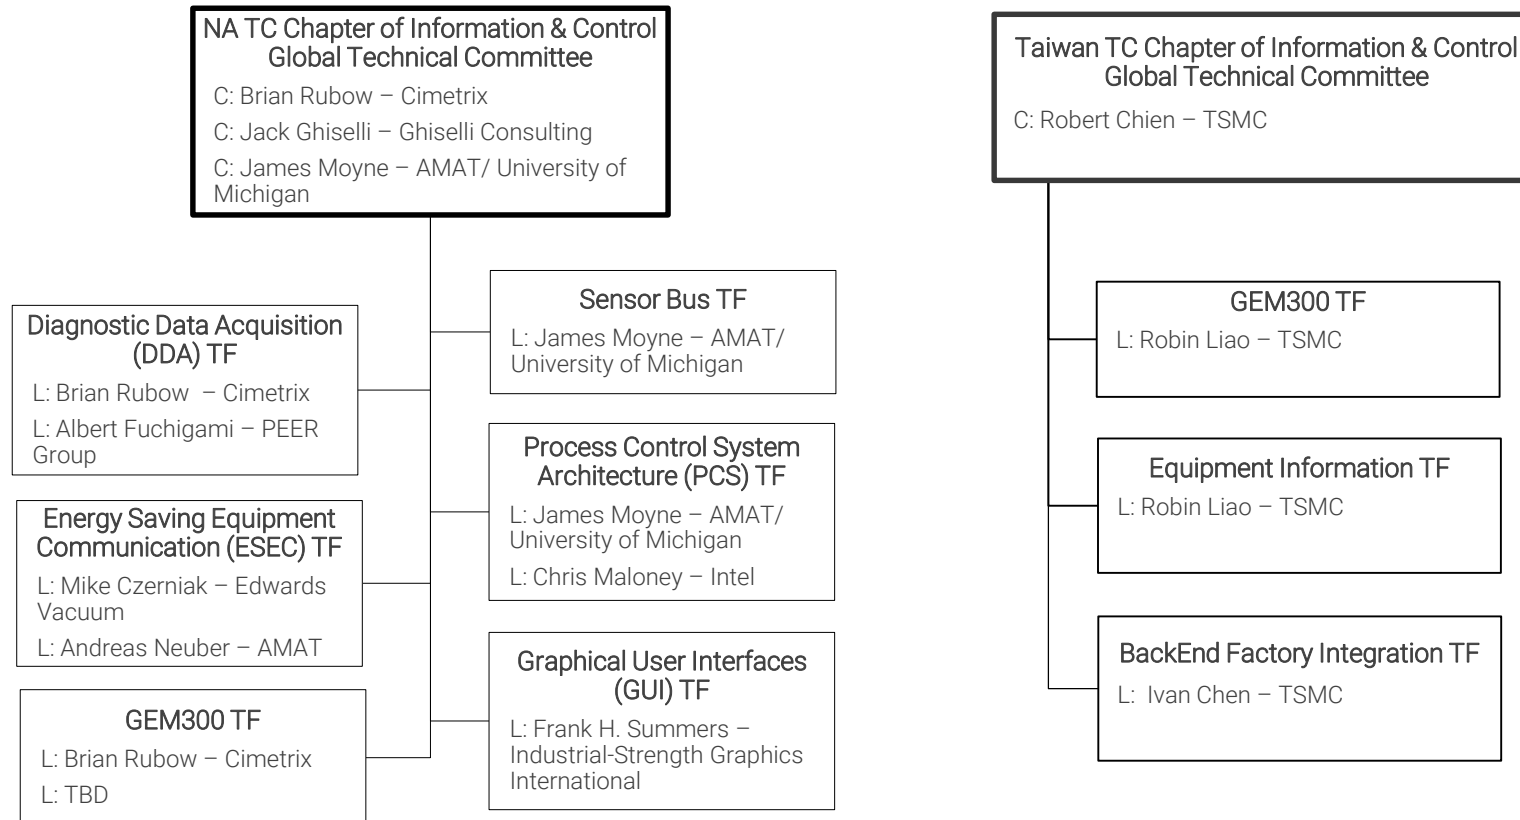 NA TC Chapter of Information & Control
Global Technical Committee
C: Brian Rubow – Cimetrix
C: Jack Ghiselli – Ghiselli Consulting
C: James Moyne – AMAT/ University of
Michigan
Diagnostic Data Acquisition
(DDA) TF
L: Brian Rubow  – Cimetrix
L: Albert Fuchigami – PEER
Group
Energy Saving Equipment
Communication (ESEC) TF
L: Mike Czerniak – Edwards
Vacuum
L: Andreas Neuber – AMAT
GEM300 TF
L: Brian Rubow – Cimetrix
L: TBD
Sensor Bus TF
L: James Moyne – AMAT/
University of Michigan
Process Control System
Architecture (PCS) TF
L: James Moyne – AMAT/
University of Michigan
L: Chris Maloney – Intel
Graphical User Interfaces
(GUI) TF
L: Frank H. Summers –
Industrial-Strength Graphics
International
Taiwan TC Chapter of Information & Control
Global Technical Committee
C: Robert Chien – TSMC
GEM300 TF
L: Robin Liao – TSMC
Equipment Information TF
L: Robin Liao – TSMC
BackEnd Factory Integration TF
L:  Ivan Chen – TSMC